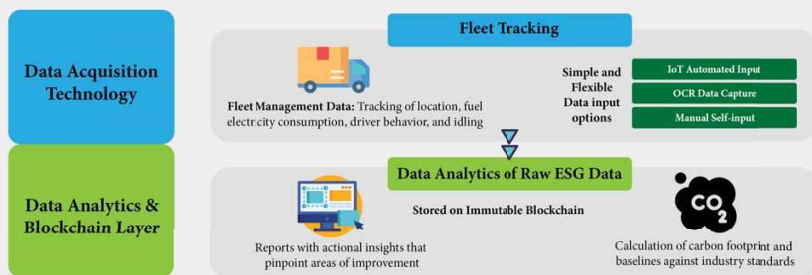 Data Acquisition
Technology
Fleet Tracking
Fleet Management Data: Tracking of location, fuel
electrcity consumption, driver behavior, and idling
Simple and
Flexible
Data input
options
IoT Automated Input
OCR Data Capture
Manual Self-input
Data Analytics &
Blockchain Layer
Data Analytics of Raw ESG Data
Stored on Immutable Blockchain
Reports with actional insights that
pinpoint areas of improvement
CO2
Calculation of carbon footprint and
baselines against industry standards